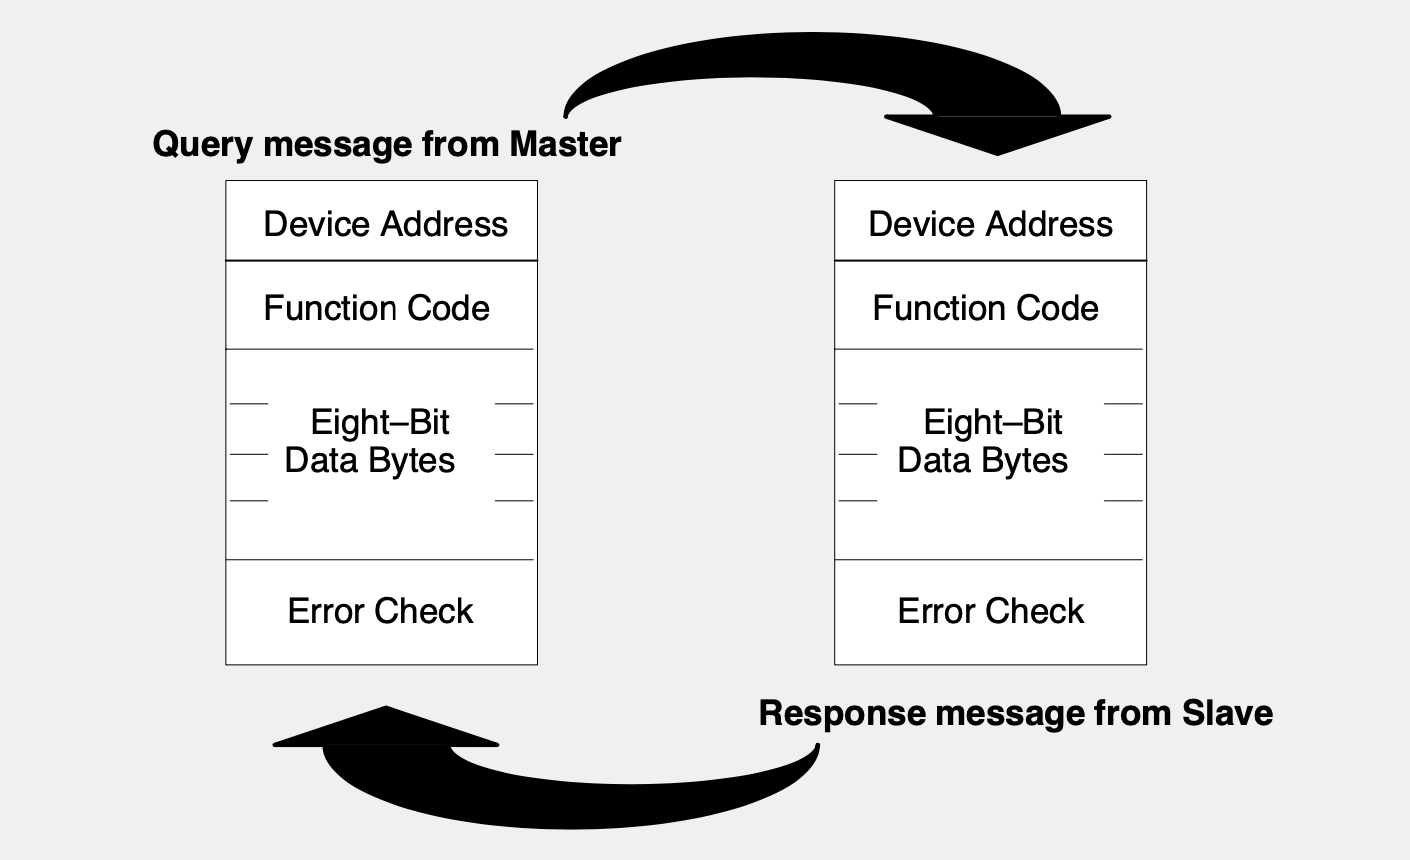 Query message from Master
Device Address
Function Code
Eight–Bit
Data Bytes
Error Check
Device Address
Function Code
Eight–Bit
Data Bytes
Error Check
Response message from Slave